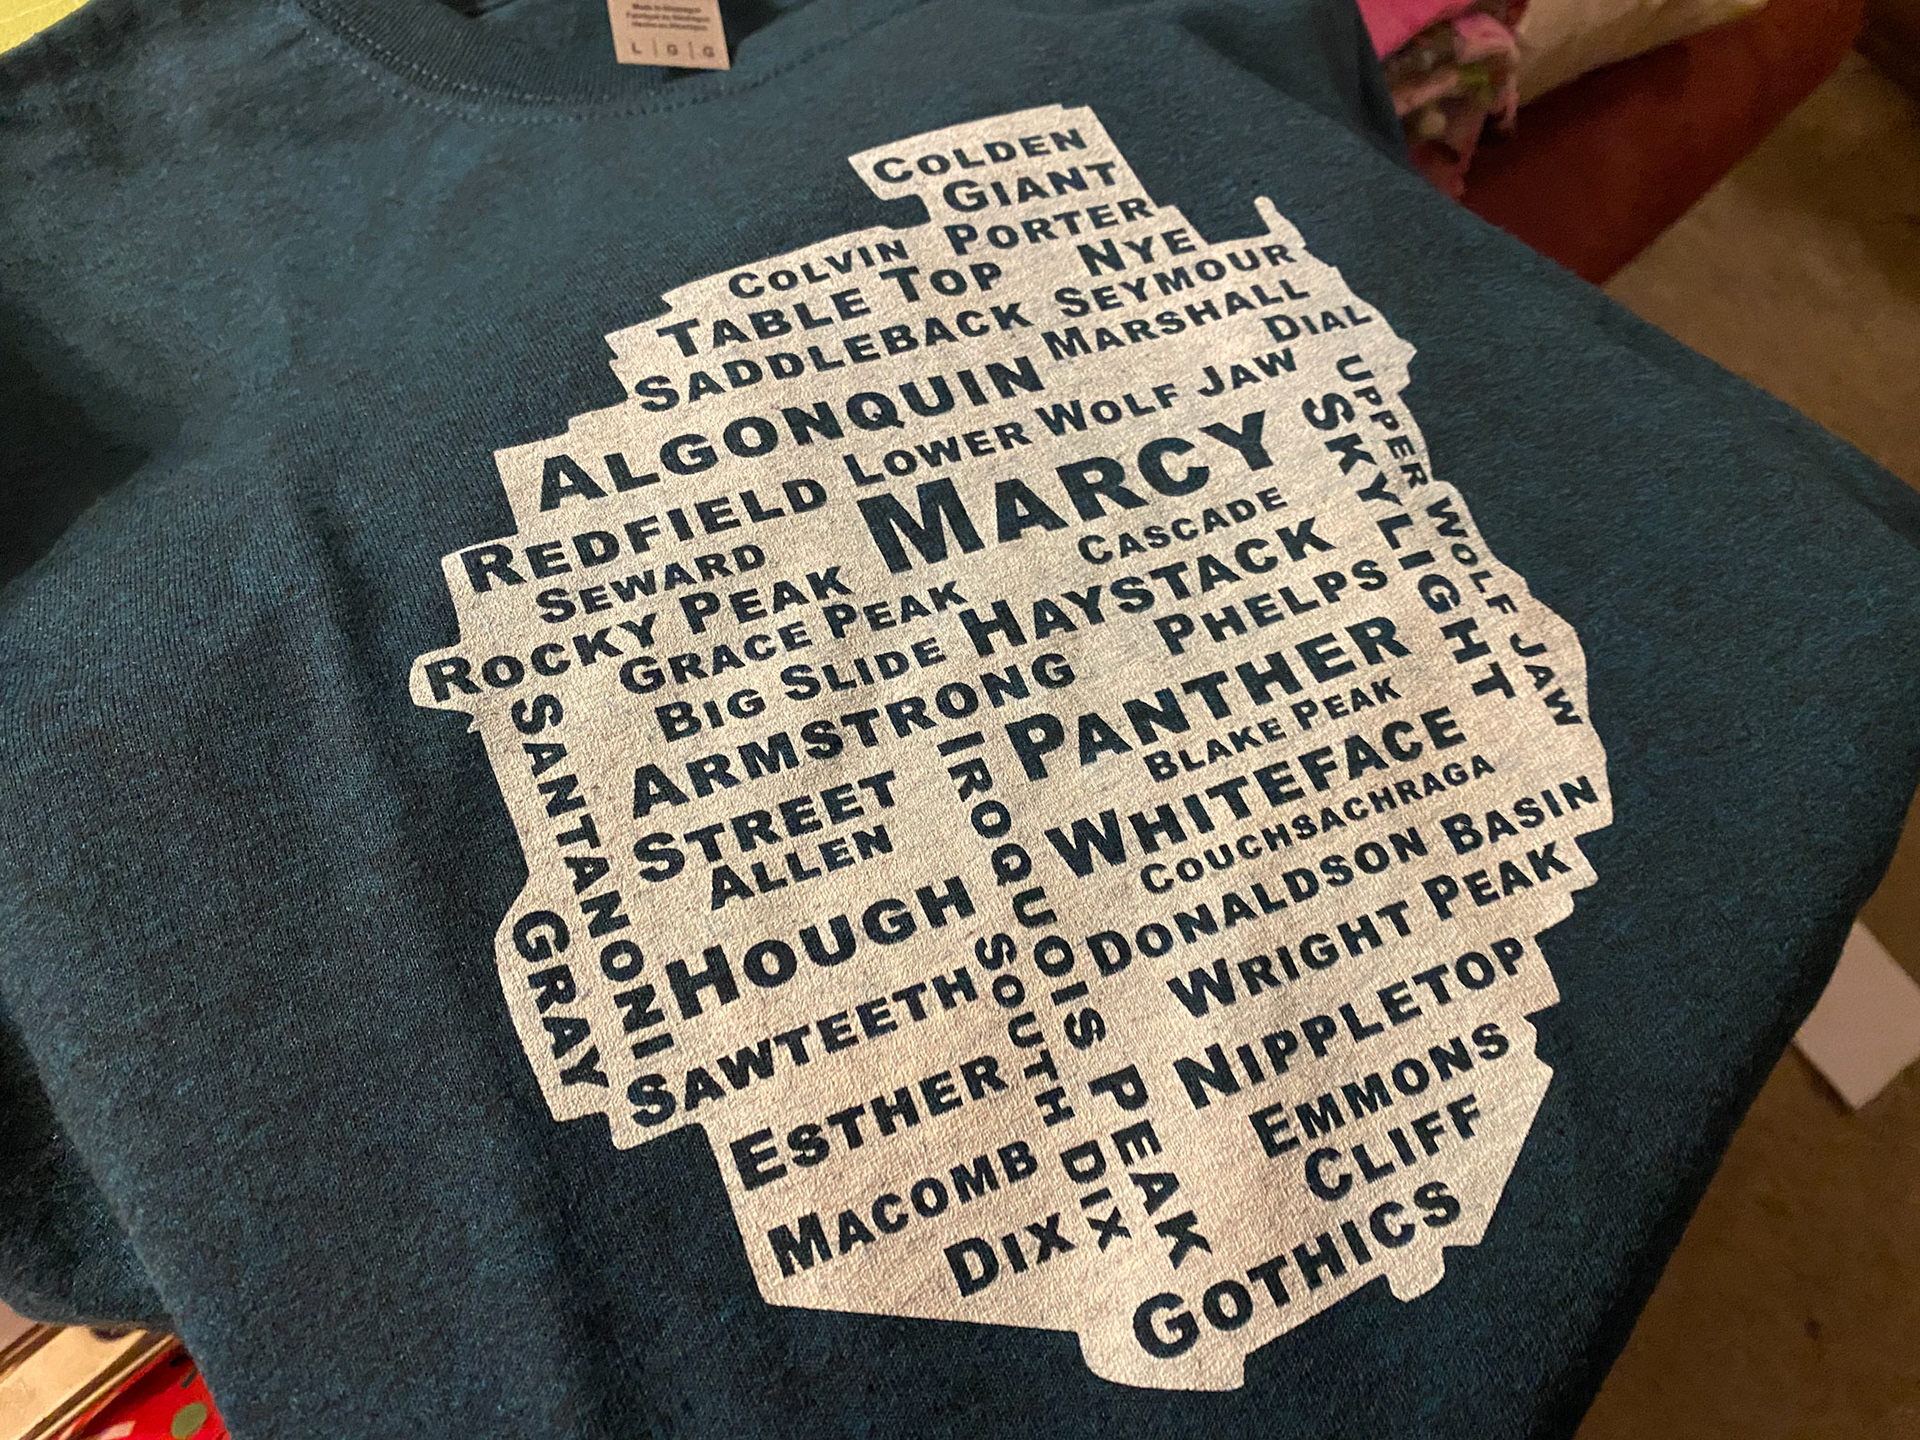 L | G | G
COLDEN
GIANT
COLVIN PORTER
TABLE TOP NYE
SADDLEBACK SEYMOUR
MARSHALL
DIAL
ALGONQUIN
LOWER WOLF JAW
UPPER WOLF JAW
SKYLIGHT
REDFIELD
MARCY
SEWARD
CASCADE
ROCKY PEAK
GRACE PEAK
HAYSTACK
BIG SLIDE
PHELPS
SANTANONI
ARMSTRONG
PANTHER
IROQUOIS PEAK
BLAKE PEAK
STREET
WHITEFACE
ALLEN
COUCHSACHRAGA
GRAY
HOUGH
DONALDSON BASIN
SOUTH DIX
WRIGHT PEAK
SAWTEETH
NIPPLETOP
ESTHER
EMMONS
MACOMB
CLIFF
DIX
GOTHICS